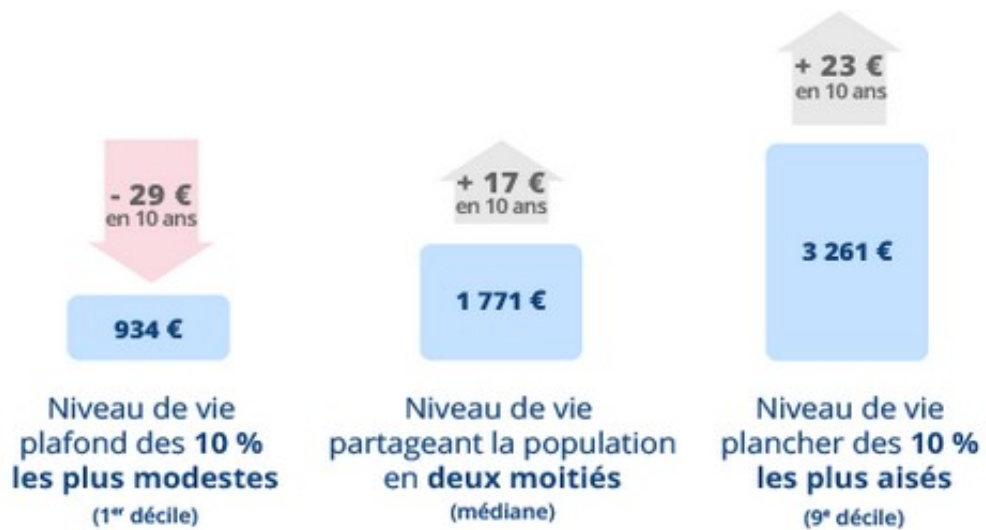 - 29 €
en 10 ans
934 €
Niveau de vie
plafond des 10 %
les plus modestes
(1er décile)
+ 17 €
en 10 ans
1 771 €
Niveau de vie
partageant la population
en deux moitiés
(médiane)
+ 23 €
en 10 ans
3 261 €
Niveau de vie
plancher des 10 %
les plus aisés
(9e décile)